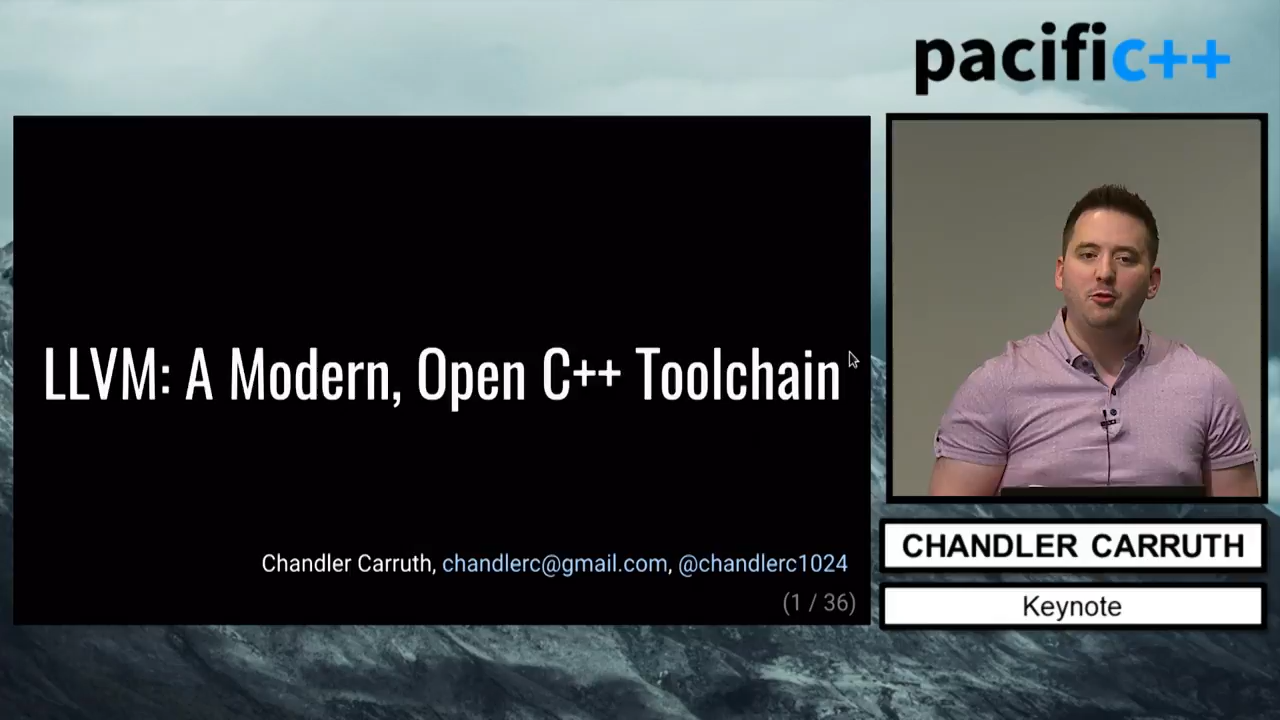 pacific++
LLVM: A Modern, Open C++ Toolchain
Chandler Carruth, chandlerc@gmail.com, @chandlerc1024
(1 / 36)
CHANDLER CARRUTH
Keynote